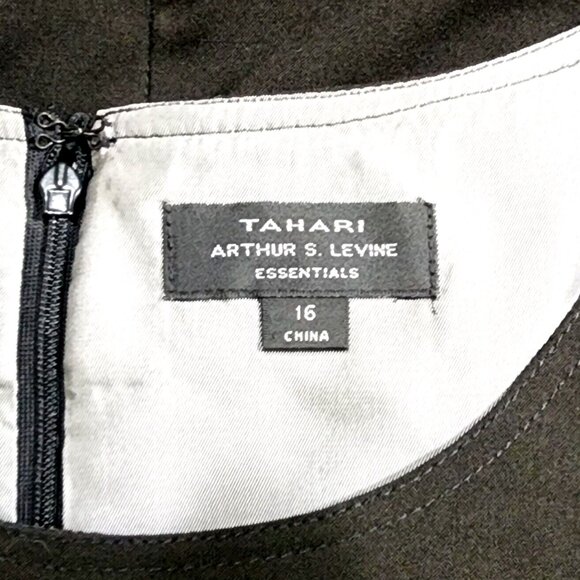 TAHARI
ARTHUR S. LEVINE
ESSENTIALS
16
CHINA